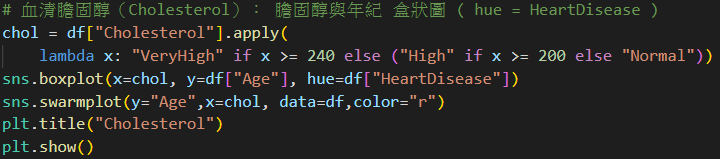 # 血清膽固醇（Cholesterol）： 膽固醇與年紀 盒狀圖 ( hue = HeartDisease )
chol = df["Cholesterol"].apply(
    lambda x: "VeryHigh" if x >= 240 else ("High" if x >= 200 else "Normal"))
sns.boxplot(x=chol, y=df["Age"], hue=df["HeartDisease"])
sns.swarmplot(y="Age",x=chol, data=df,color="r")
plt.title("Cholesterol")
plt.show()